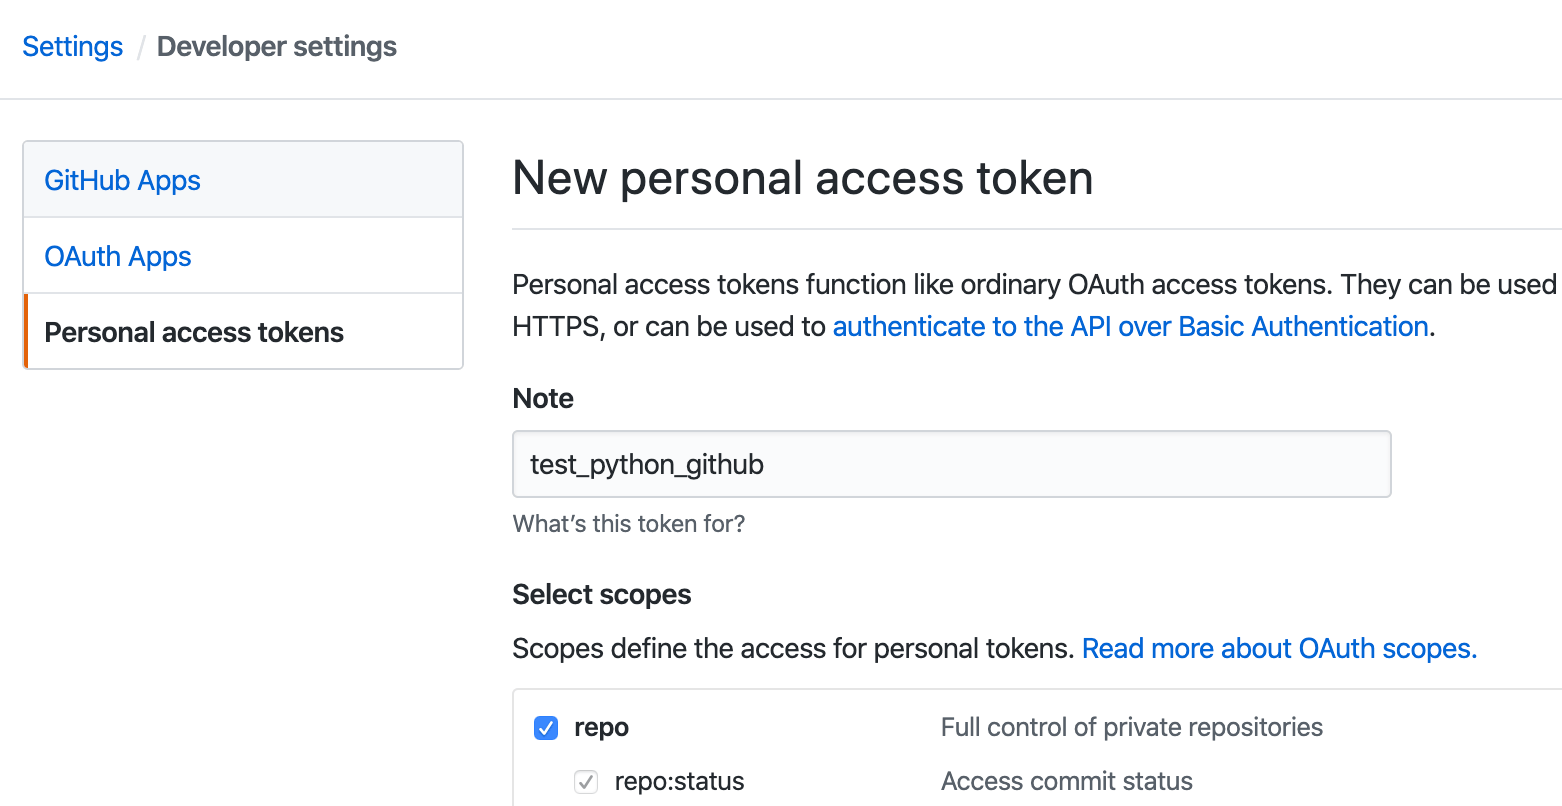 Settings / Developer settings
GitHub Apps
OAuth Apps
Personal access tokens
New personal access token
Personal access tokens function like ordinary OAuth access tokens. They can be used
HTTPS, or can be used to authenticate to the API over Basic Authentication.
Note
test_python_github
What's this token for?
Select scopes
Scopes define the access for personal tokens. Read more about OAuth scopes.
repo Full control of private repositories
repo:status Access commit status